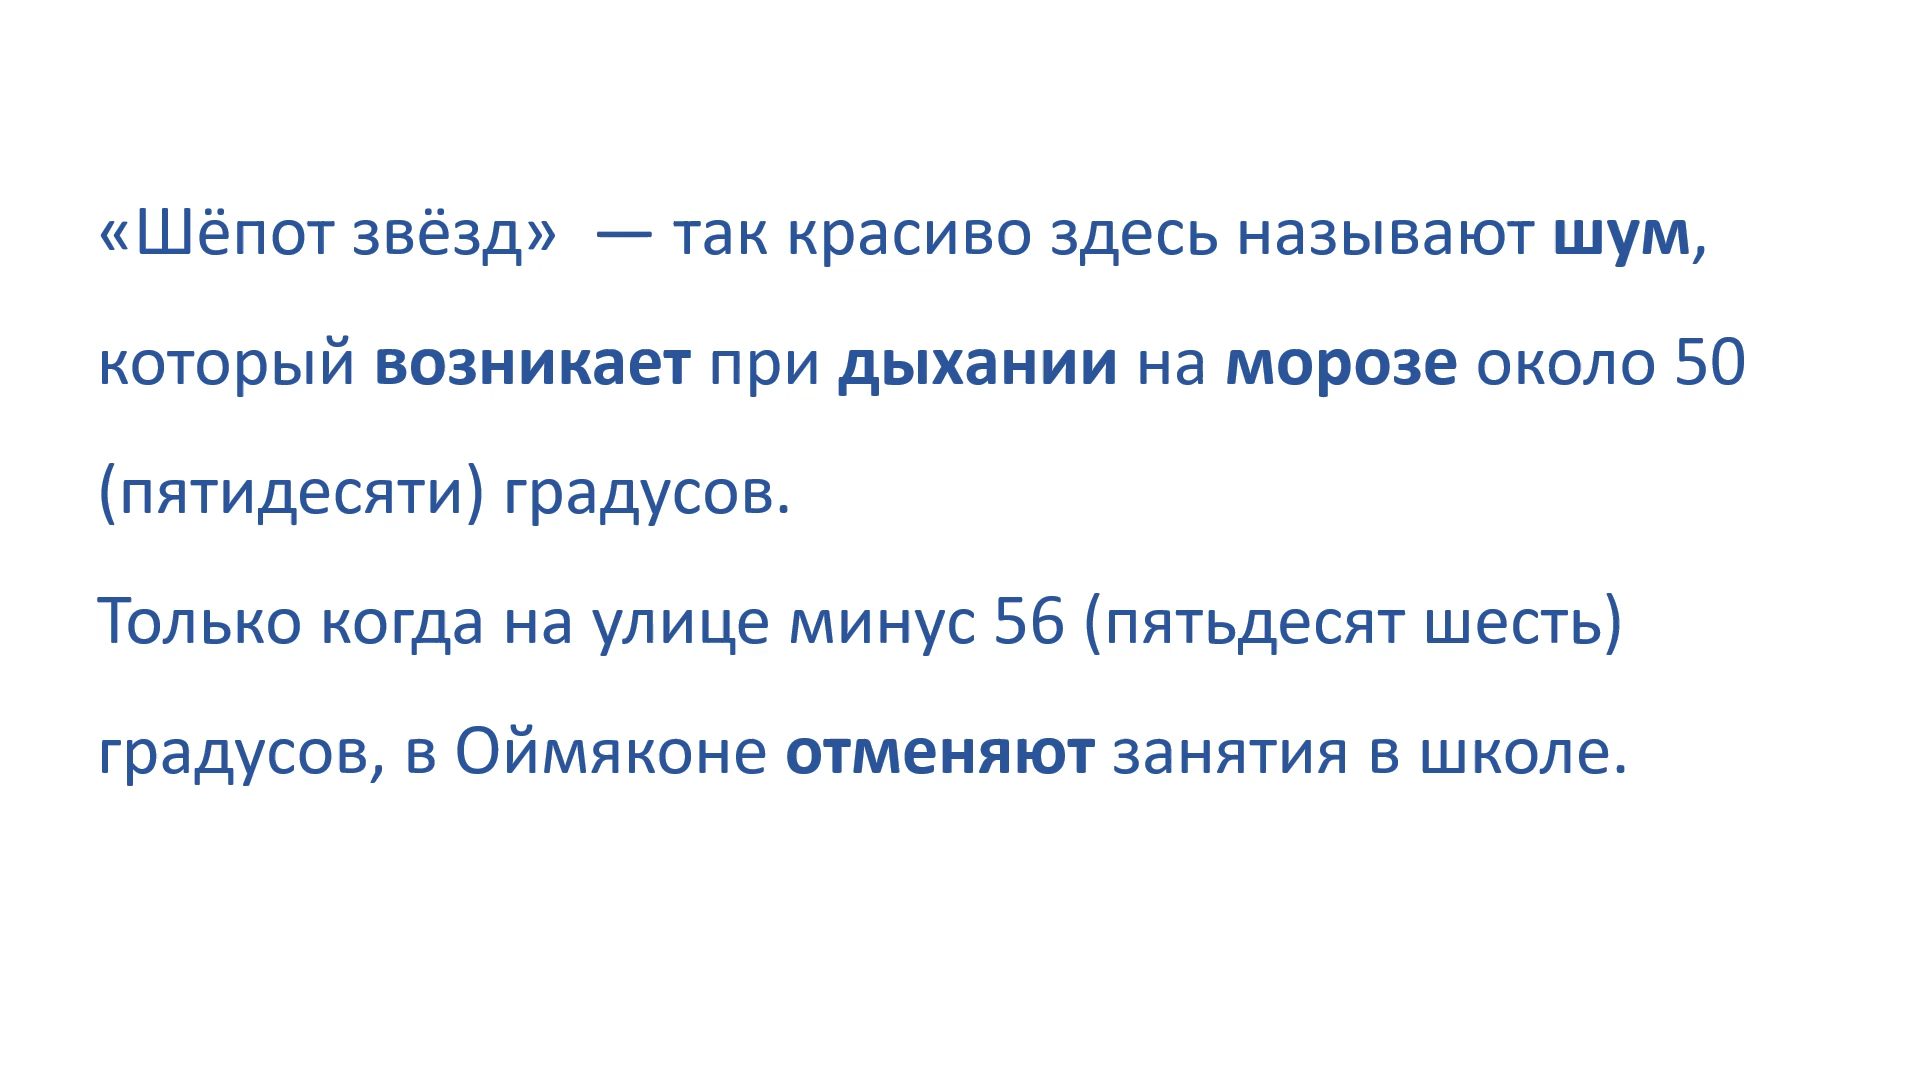 «Шёпот звёзд»  — так красиво здесь называют шум,
который возникает при дыхании на морозе около 50
(пятидесяти) градусов.
Только когда на улице минус 56 (пятьдесят шесть)
градусов, в Оймяконе отменяют занятия в школе.